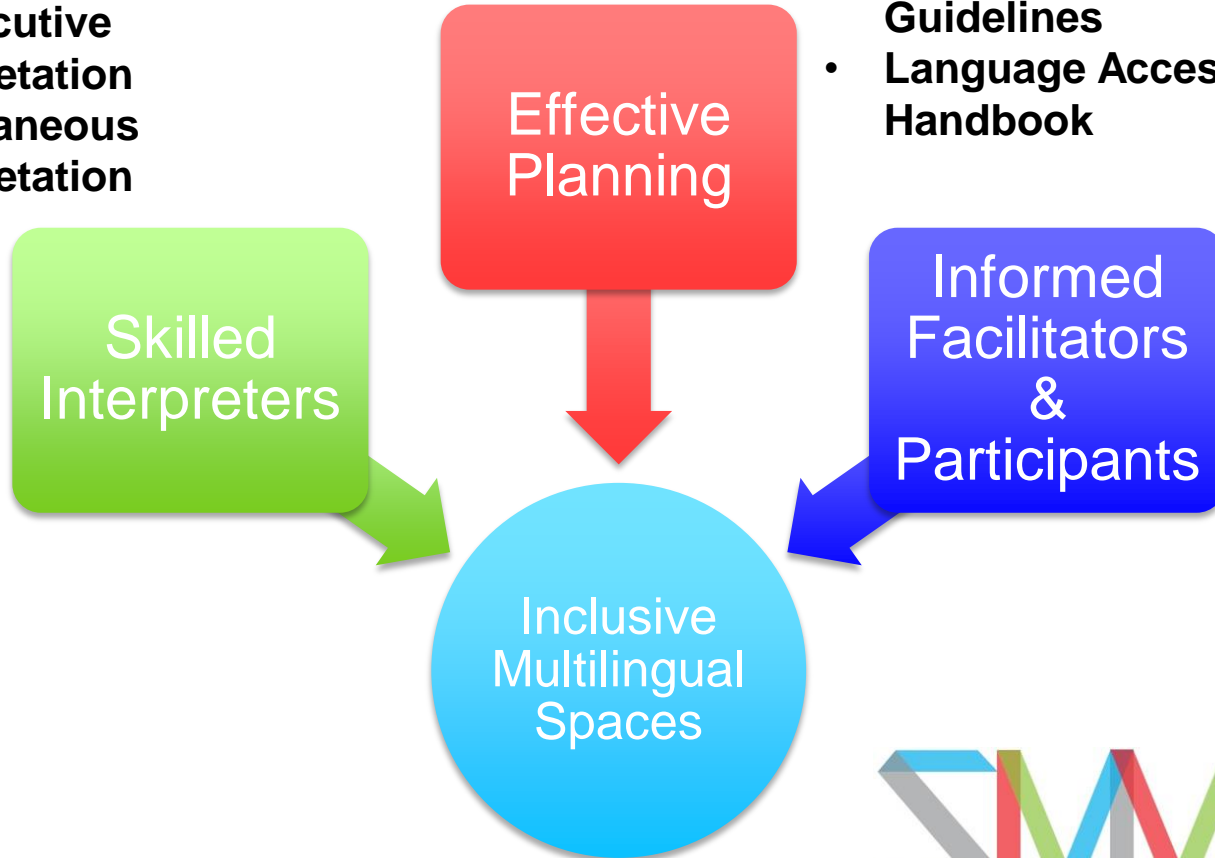 cutive
etation
aneous
etation
Guidelines
• Language Acces
Handbook
Effective
Planning
Skilled
Interpreters
Informed
Facilitators
&
Participants
Inclusive
Multilingual
Spaces